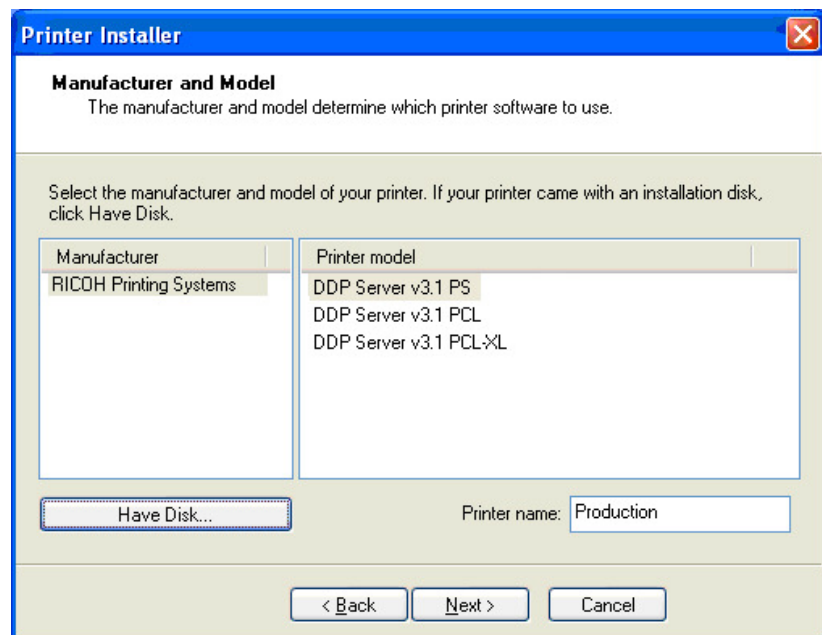 Printer Installer
Manufacturer and Model
The manufacturer and model determine which printer software to use.
Select the manufacturer and model of your printer. If your printer came with an installation disk,
click Have Disk.
Manufacturer
Printer model
RICOH Printing Systems
DDP Server v3.1 PS
DDP Server v3.1 PCL
DDP Server v3.1 PCL-XL
Have Disk...
Printer name: Production
< Back
Next >
Cancel